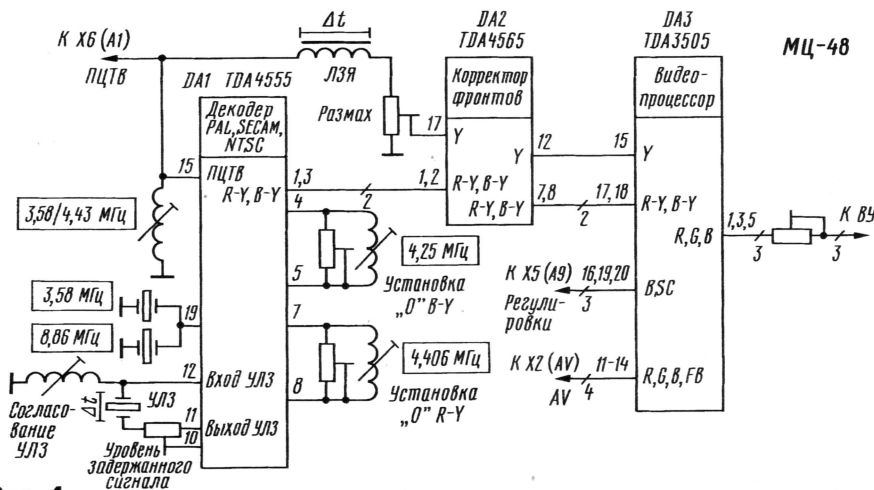 К Х6 (А1)
ПЦТВ
Δt
ЛЗЯ
Размах
DA1 TDA4555
Декодер
PAL, SECAM,
NTSC
15
ПЦТВ
R-Y, B-Y
1,3
2
1,2
4
5
7
8
19
12
Вход УЛЗ
11
Выход УЛЗ
10
3,58/4,43 МГц
3,58 МГц
8,86 МГц
Согласо-
вание
УЛЗ
Δt
УЛЗ
Уровень
задержанного
сигнала
4,25 МГц
Установка
„О" B-Y
4,406 МГц
Установка
„О" R-Y
DA2
TDA4565
Корректор
фронтов
17
Y
Y
12
R-Y, B-Y
R-Y, B-Y
7,8
2
17,18
DA3
TDA3505
Видео-
процессор
15
Y
R-Y, B-Y
R,G,B
1,3,5
3
3
К ВУ
К Х5 (А9)
16,19,20
Регули-
ровки
3
BSC
К Х2 (AV)
11-14
AV
4
R,G,B,FB
МЦ-48